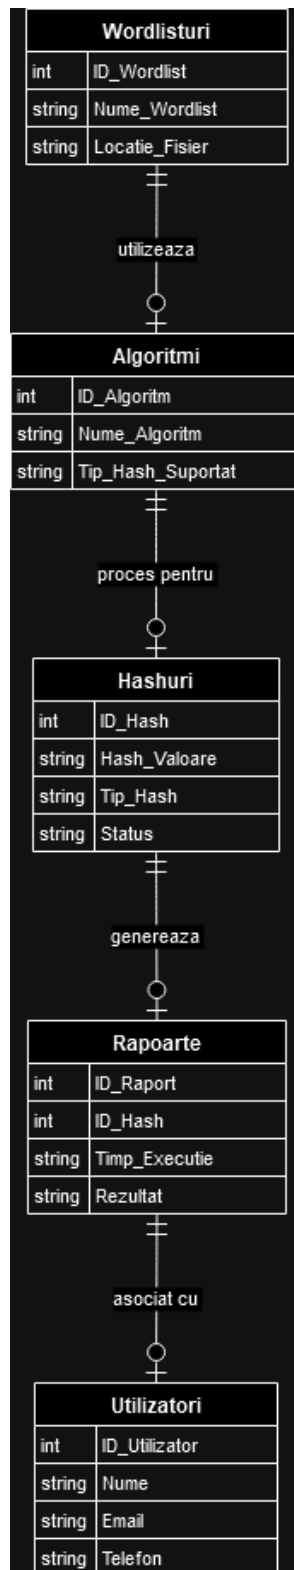 Wordlisturi
int ID_Wordlist
string Nume_Wordlist
string Locatie_Fisier
utilizeaza
Algoritmi
int ID_Algoritm
string Nume_Algoritm
string Tip_Hash_Suportat
proces pentru
Hashuri
int ID_Hash
string Hash_Valoare
string Tip_Hash
string Status
genereaza
Rapoarte
int ID_Raport
int ID_Hash
string Timp_Executie
string Rezultat
asociat cu
Utilizatori
int ID_Utilizator
string Nume
string Email
string Telefon